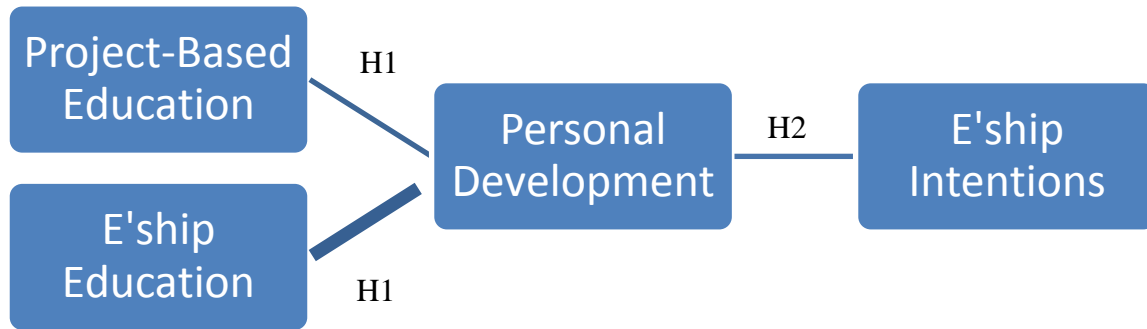 Project-Based
Education
H1
E'ship
Education
H1
Personal
Development
H2
E'ship
Intentions